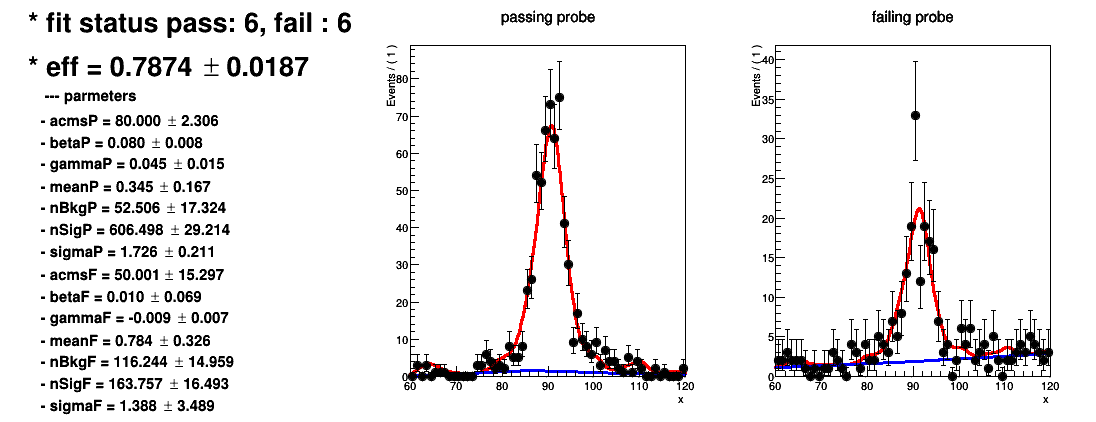 * fit status pass: 6, fail : 6
* eff = 0.7874 ± 0.0187
--- parmeters
- acmsP = 80.000 ± 2.306
- betaP = 0.080 ± 0.008
- gammaP = 0.045 ± 0.015
- meanP = 0.345 ± 0.167
- nBkgP = 52.506 ± 17.324
- nSigP = 606.498 ± 29.214
- sigmaP = 1.726 ± 0.211
- acmsF = 50.001 ± 15.297
- betaF = 0.010 ± 0.069
- gammaF = -0.009 ± 0.007
- meanF = 0.784 ± 0.326
- nBkgF = 116.244 ± 14.959
- nSigF = 163.757 ± 16.493
- sigmaF = 1.388 ± 3.489
passing probe
Events / ( 1 )
80
70
60
50
40
30
20
10
0
60 70 80 90 100 110 120
x
failing probe
Events / ( 1 )
40
35
30
25
20
15
10
5
0
60 70 80 90 100 110 120
x